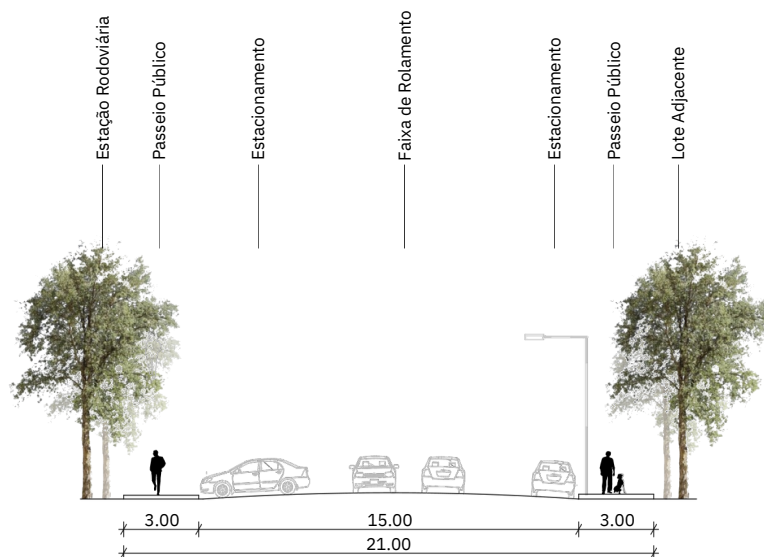 Estação Rodoviária
Passeio Público
Estacionamento
Faixa de Rolamento
Estacionamento
Passeio Público
Lote Adjacente
3.00
15.00
3.00
21.00